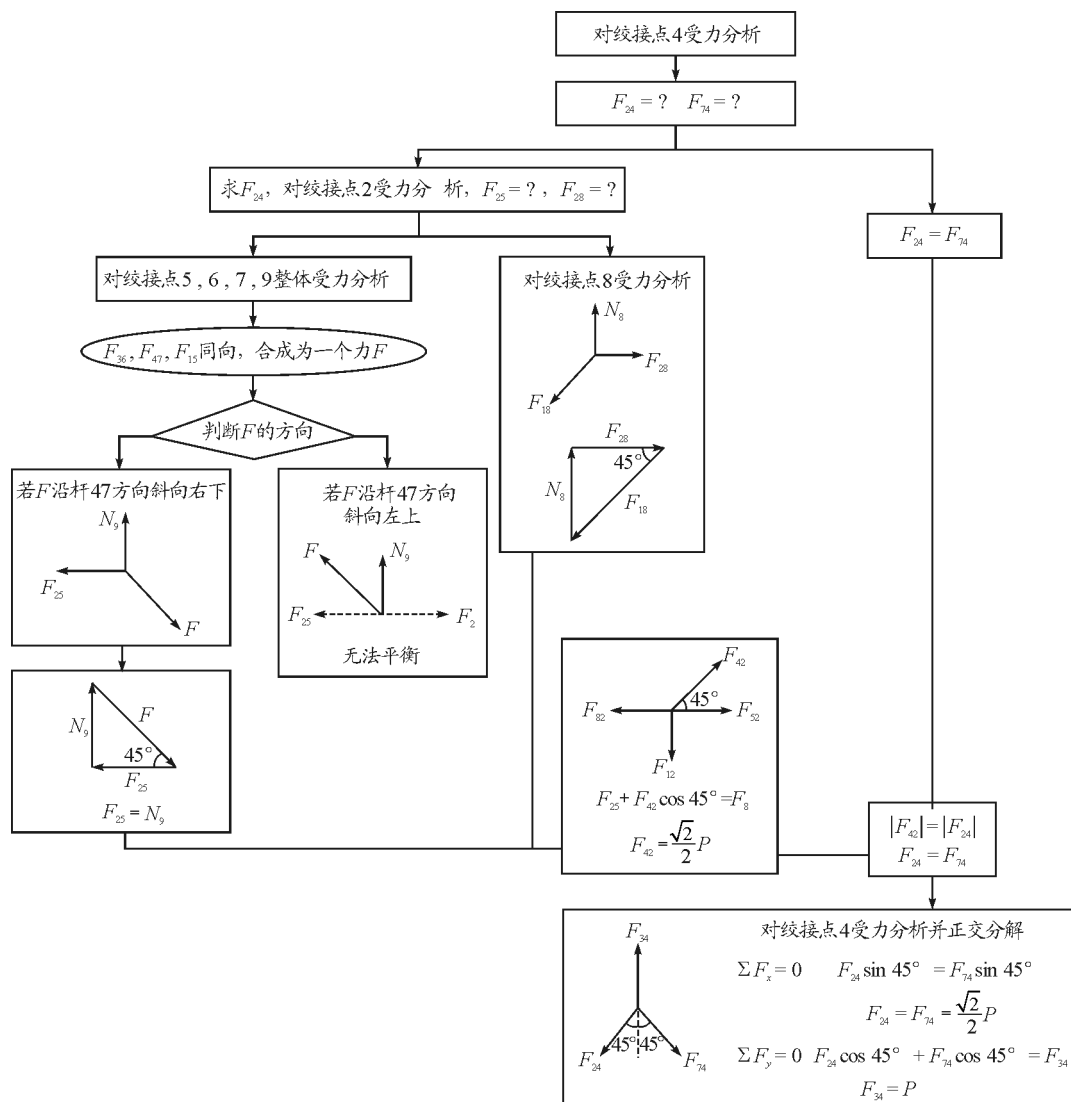 对绞接点4受力分析
F₂₄ = ? F₇₄ = ?
求F₂₄, 对绞接点2受力分 析, F₂₅ = ? , F₂₈ = ?
F₂₄ = F₇₄
对绞接点5, 6, 7, 9整体受力分析
F₃₆, F₄₇, F₁₅同向, 合成为一个力F
判断F的方向
若F沿杆47方向斜向右下
N₉
F₂₅
F
若F沿杆47方向
斜向左上
F
N₉
F₂₅
F₂
无法平衡
N₉
F
45°
F₂₅
F₂₅ = N₉
对绞接点8受力分析
N₈
F₂₈
F₁₈
F₂₈
45°
N₈
F₁₈
F₄₂
45°
F₈₂
F₅₂
F₁₂
F₂₅ + F₄₂ cos 45° = F₈
F₄₂ = √2/2 P
|F₄₂| = |F₂₄|
F₂₄ = F₇₄
对绞接点4受力分析并正交分解
F₃₄
45° 45°
F₂₄
F₇₄
ΣFₓ = 0 F₂₄ sin 45° = F₇₄ sin 45°
F₂₄ = F₇₄ = √2/2 P
ΣFᵧ = 0 F₂₄ cos 45° + F₇₄ cos 45° = F₃₄
F₃₄ = P